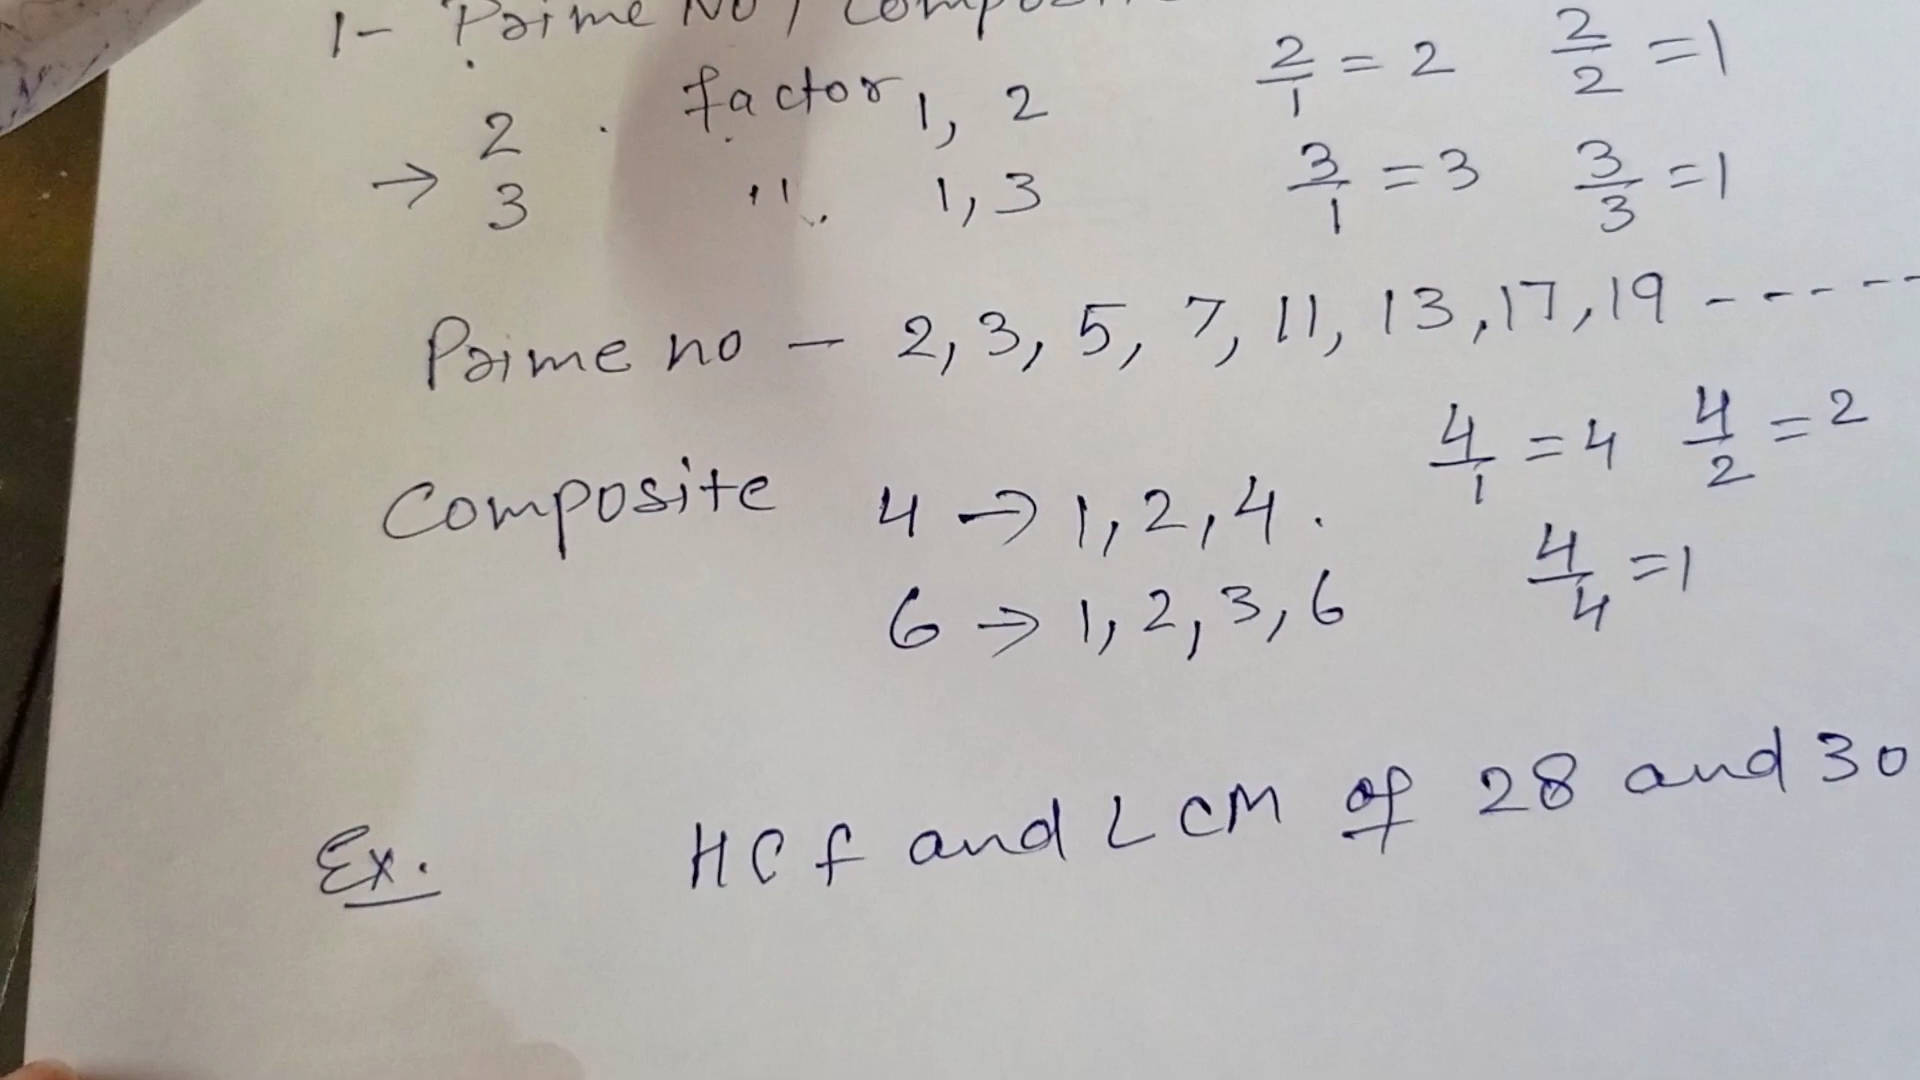 1- Prime No / Composite
2 factor 1, 2 2/1 = 2 2/2 = 1
→ 3 '' 1, 3 3/1 = 3 3/3 = 1
Prime no - 2, 3, 5, 7, 11, 13, 17, 19 -----
Composite 4 → 1, 2, 4. 4/1 = 4 4/2 = 2
6 → 1, 2, 3, 6 4/4 = 1
Ex. HCf and LCM of 28 and 30